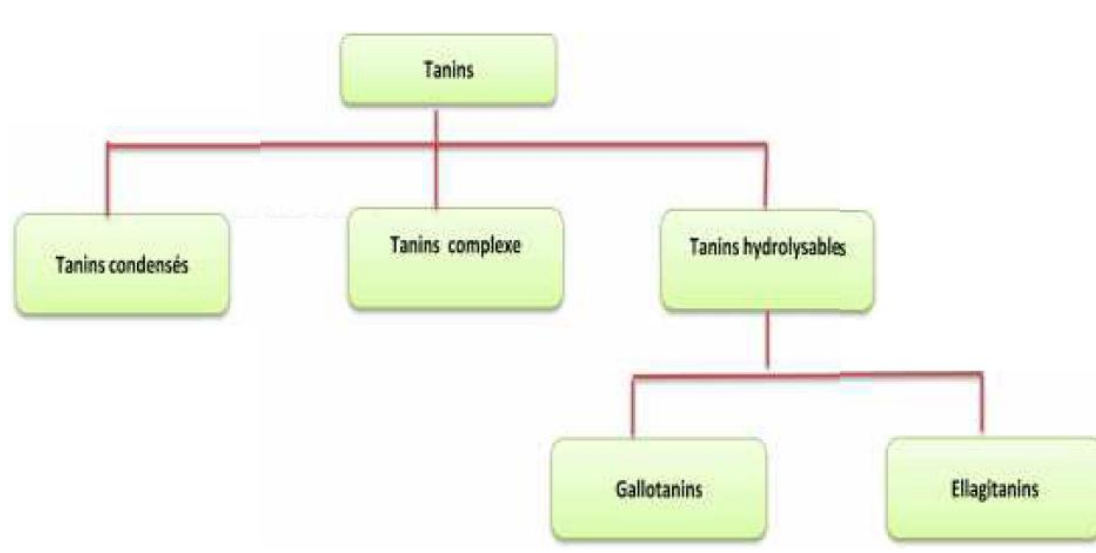 Tanins
Tanins condensés
Tanins complexe
Tanins hydrolysables
Gallotanins
Ellagitanins